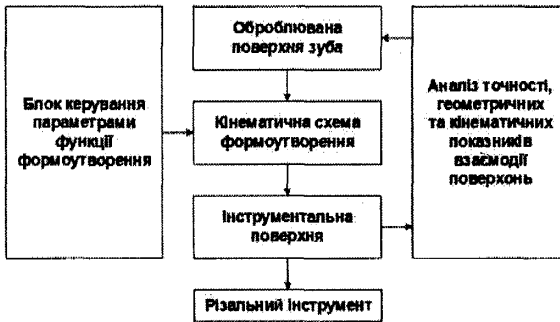 Оброблювана
поверхня зуба
Блок керування
параметрами
функції
формоутворення
Кінематична схема
формоутворення
Аналіз точності,
геометричних
та кінематичних
показників
взаємодії
поверхонь
Інструментальна
поверхня
Різальний інструмент